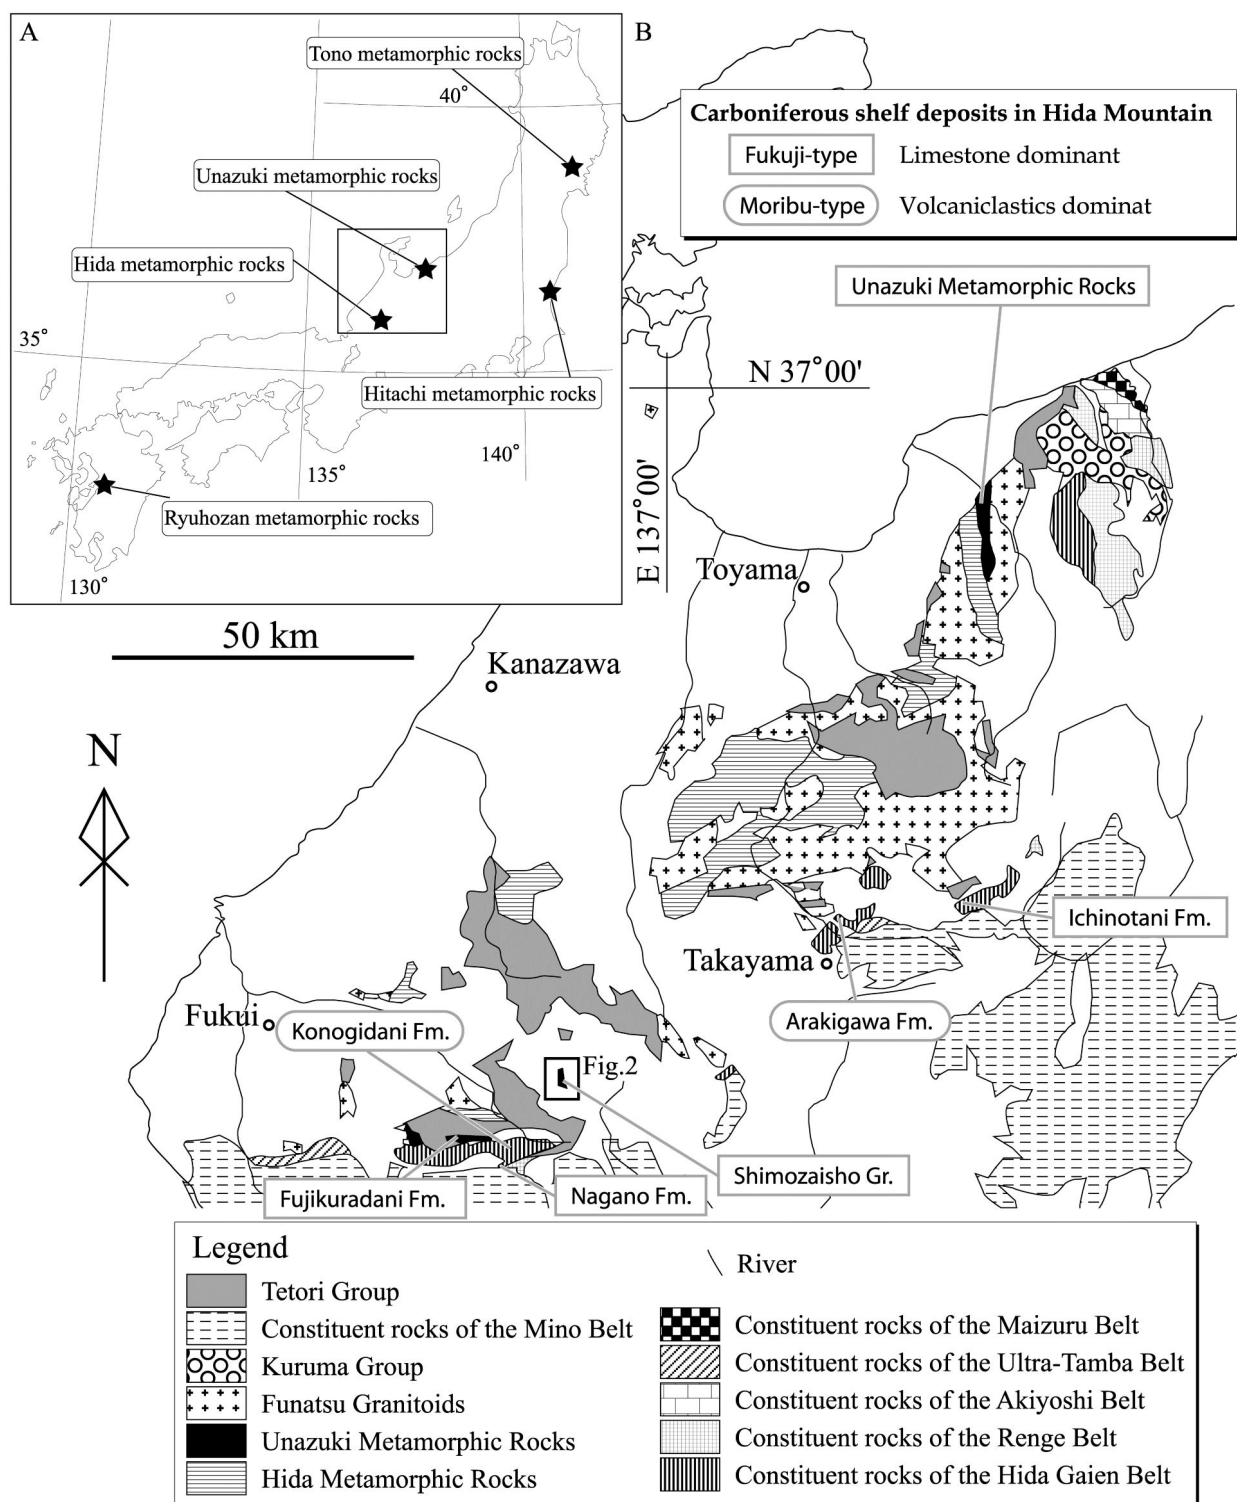 A
Tono metamorphic rocks
40°
Unazuki metamorphic rocks
Hida metamorphic rocks
35°
Hitachi metamorphic rocks
140°
135°
Ryuhozan metamorphic rocks
130°
B
Carboniferous shelf deposits in Hida Mountain
Fukuji-type Limestone dominant
Moribu-type Volcaniclastics dominat
Unazuki Metamorphic Rocks
N 37°00'
E 137°00'
Toyama
50 km
Kanazawa
N
Ichinotani Fm.
Takayama
Arakigawa Fm.
Fukui
Konogidani Fm.
Fig.2
Shimozaisho Gr.
Fujikuradani Fm.
Nagano Fm.
Legend
Tetori Group
Constituent rocks of the Mino Belt
Kuruma Group
Funatsu Granitoids
Unazuki Metamorphic Rocks
Hida Metamorphic Rocks
River
Constituent rocks of the Maizuru Belt
Constituent rocks of the Ultra-Tamba Belt
Constituent rocks of the Akiyoshi Belt
Constituent rocks of the Renge Belt
Constituent rocks of the Hida Gaien Belt